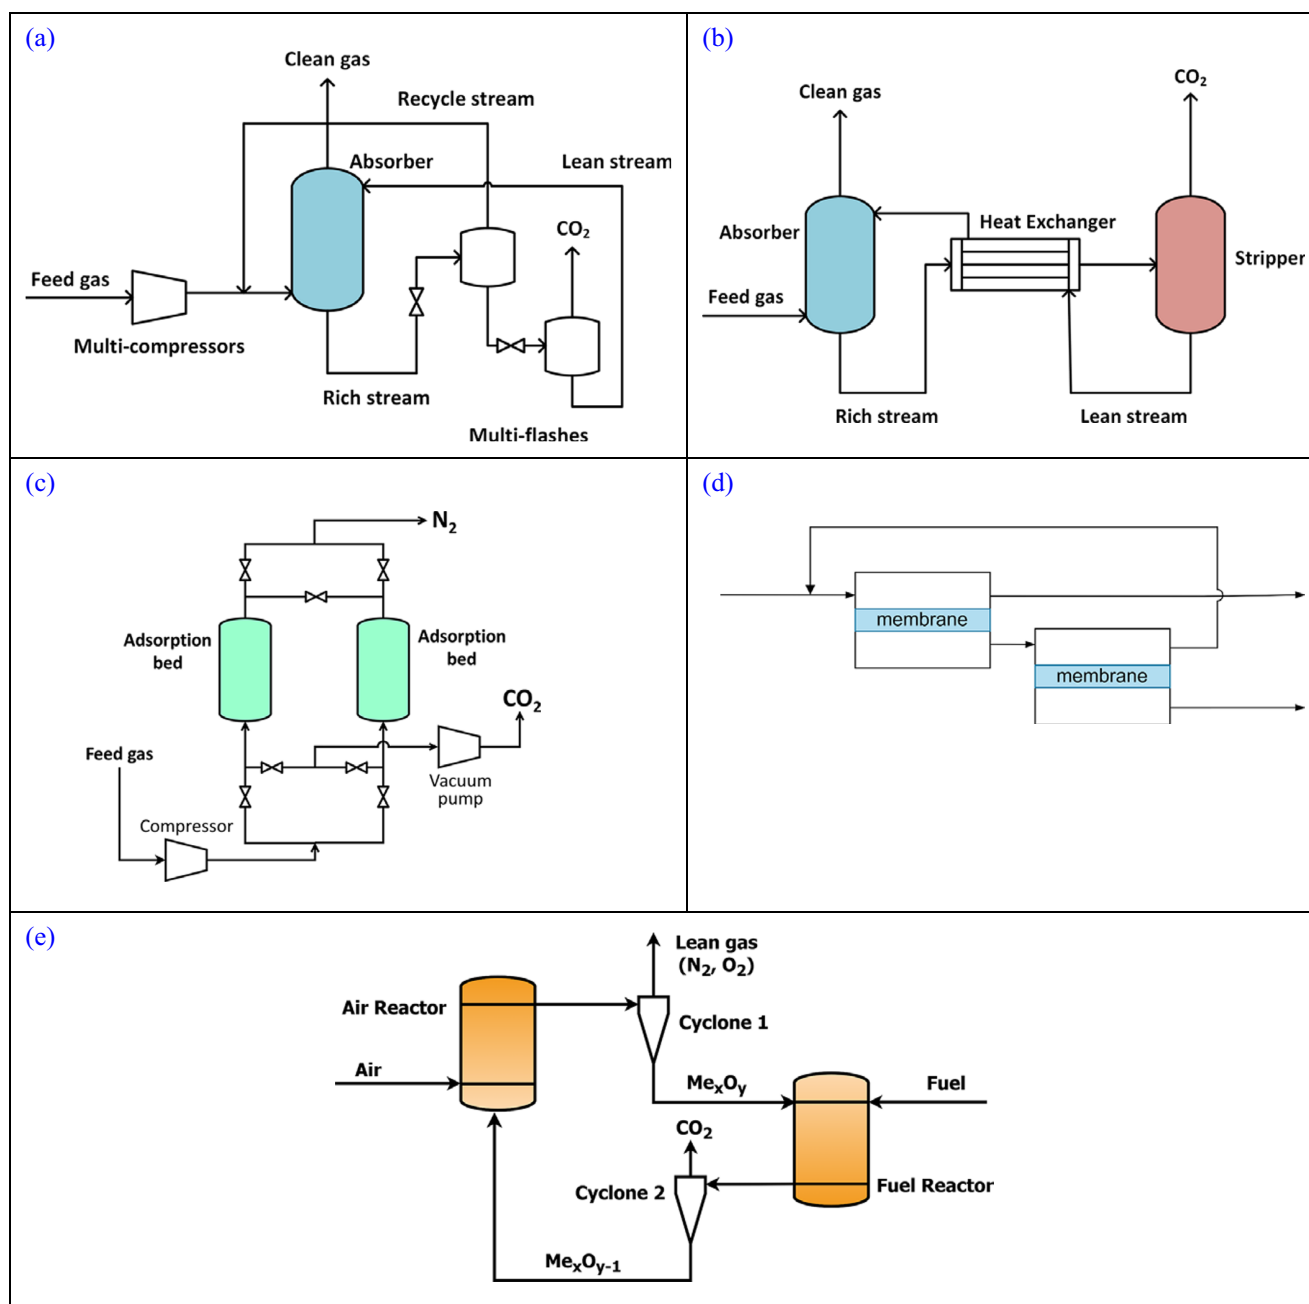 (a)
Clean gas
Recycle stream
Absorber
Lean stream
CO₂
Feed gas
Multi-compressors
Rich stream
Multi-flashes
(b)
CO₂
Clean gas
Absorber
Heat Exchanger
Stripper
Feed gas
Rich stream
Lean stream
(c)
N₂
Adsorption
bed
Adsorption
bed
CO₂
Feed gas
Vacuum
pump
Compressor
(d)
membrane
membrane
(e)
Lean gas
(N₂, O₂)
Air Reactor
Cyclone 1
Air
MeₓOᵧ
Fuel
CO₂
Cyclone 2
Fuel Reactor
MeₓOᵧ₋₁